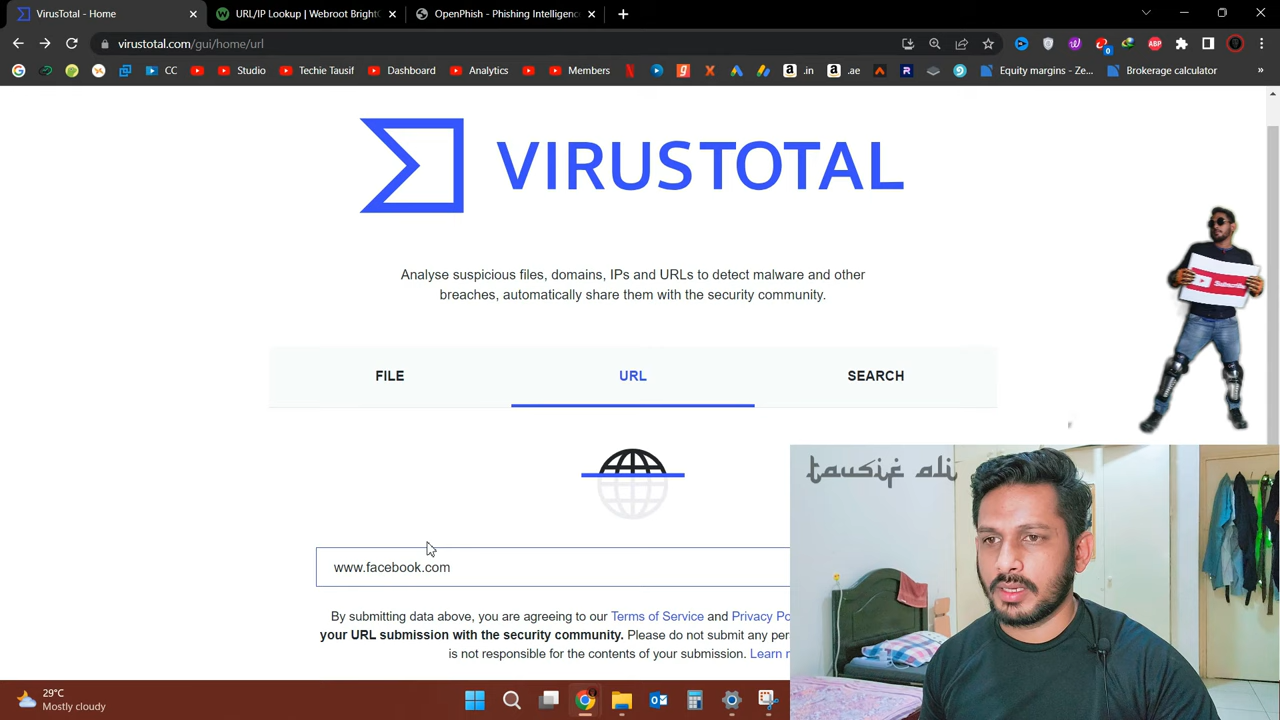 VirusTotal - Home
URL/IP Lookup | Webroot BrightC
OpenPhish - Phishing Intelligence
virustotal.com/gui/home/url
CC
Studio
Techie Tausif
Dashboard
Analytics
Members
.in
.ae
Equity margins - Ze...
Brokerage calculator
VIRUSTOTAL
Analyse suspicious files, domains, IPs and URLs to detect malware and other
breaches, automatically share them with the security community.
FILE
URL
SEARCH
Subscribe
tausif ali
www.facebook.com
By submitting data above, you are agreeing to our Terms of Service and Privacy Po
your URL submission with the security community. Please do not submit any per
is not responsible for the contents of your submission. Learn m
29°C
Mostly cloudy